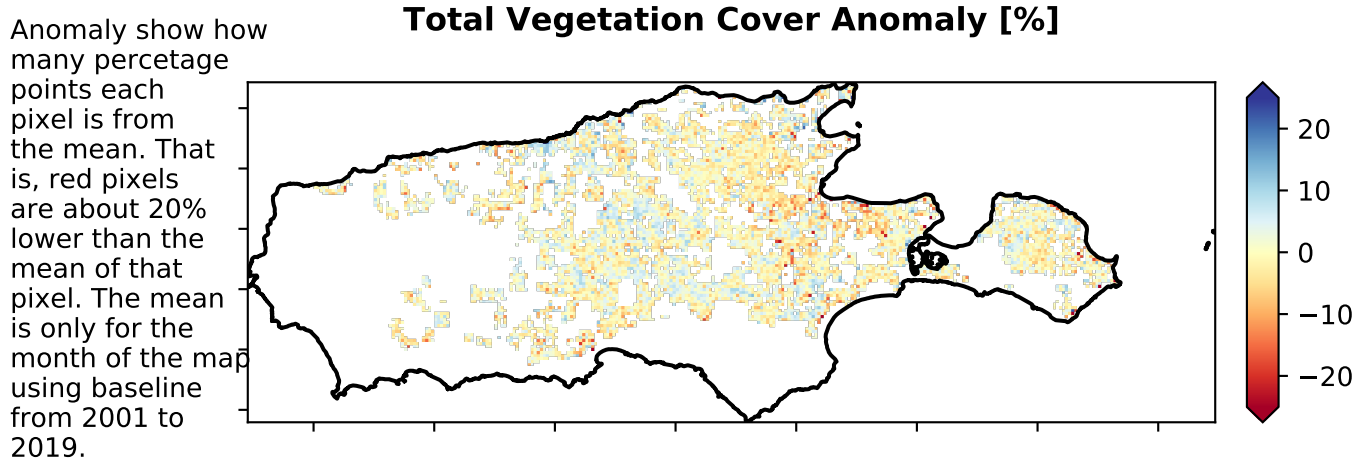 Total Vegetation Cover Anomaly [%]
Anomaly show how
many percetage
points each
pixel is from
the mean. That
is, red pixels
are about 20%
lower than the
mean of that
pixel. The mean
is only for the
month of the map
using baseline
from 2001 to
2019.
20
10
0
−10
−20